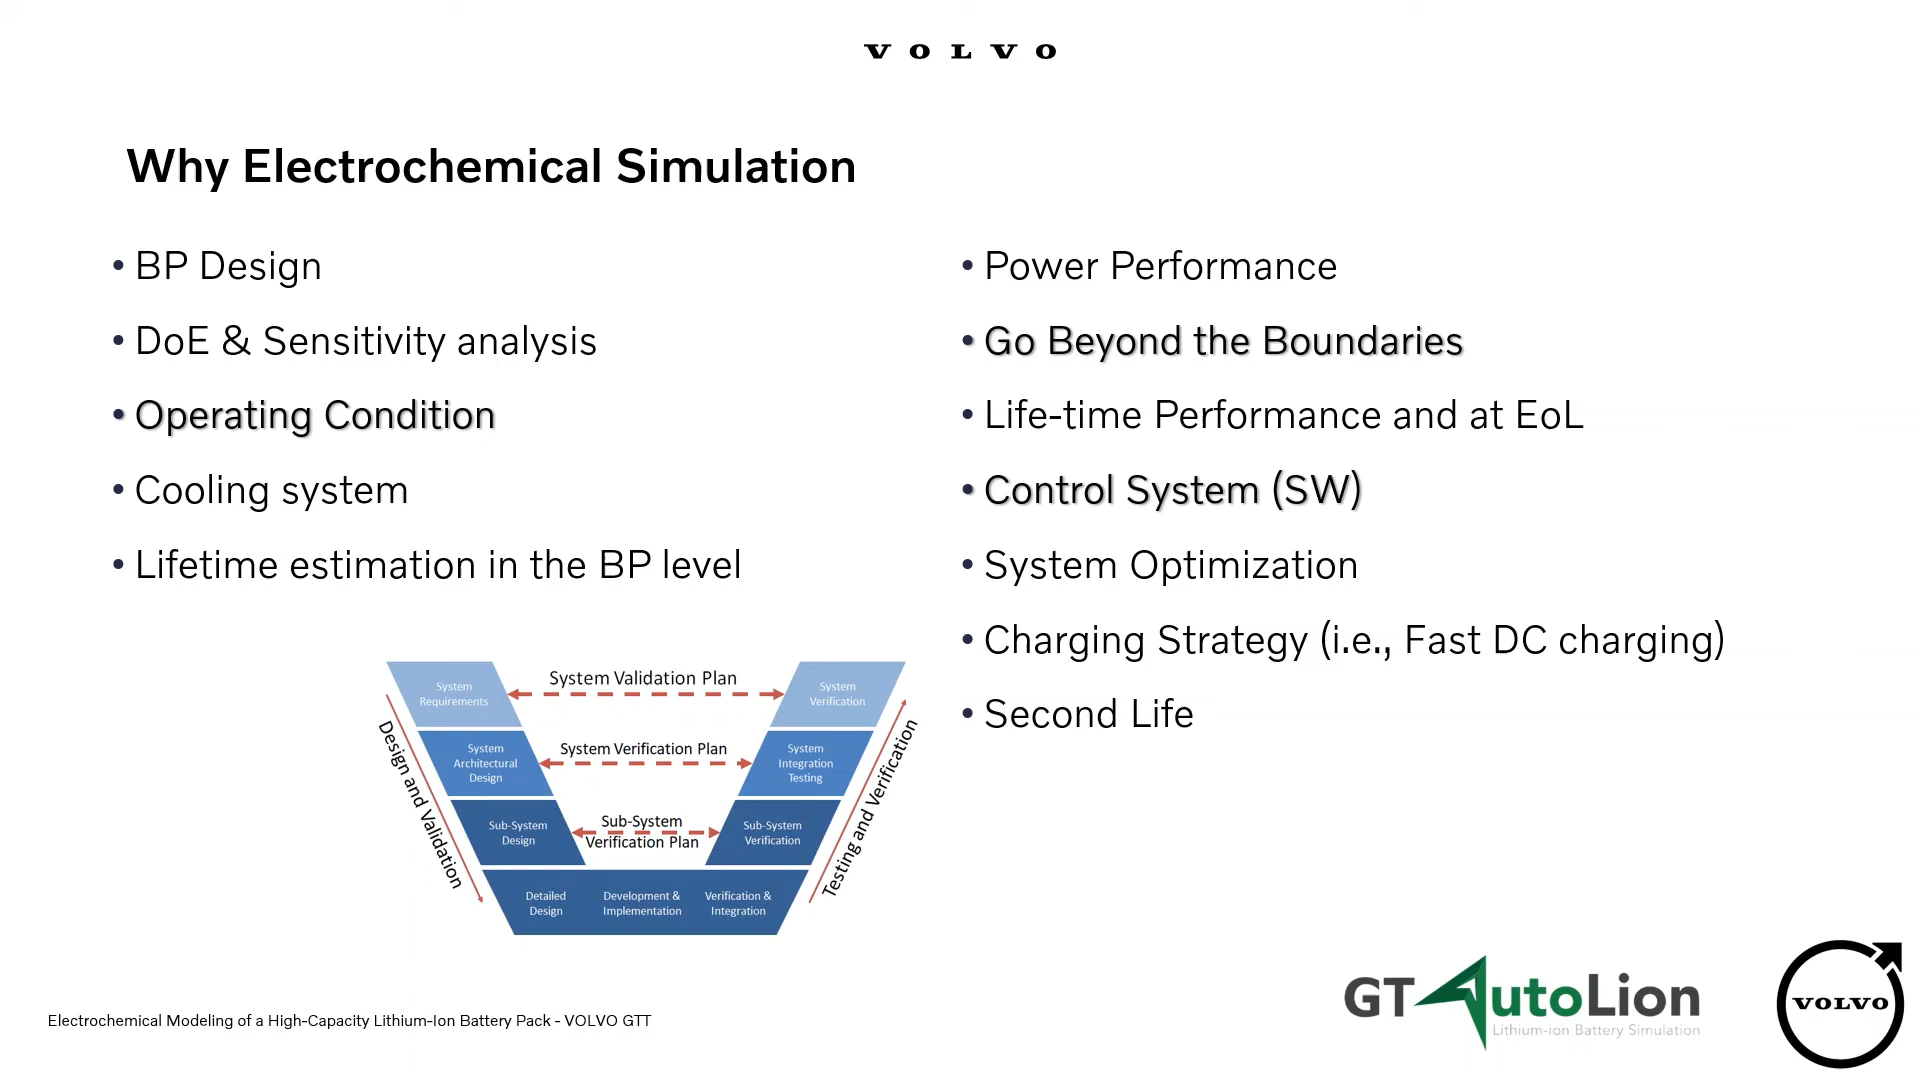 VOLVO
Why Electrochemical Simulation
• BP Design
• DoE & Sensitivity analysis
• Operating Condition
• Cooling system
• Lifetime estimation in the BP level
• Power Performance
• Go Beyond the Boundaries
• Life-time Performance and at EoL
• Control System (SW)
• System Optimization
• Charging Strategy (i.e., Fast DC charging)
• Second Life
System
Requirements
System Validation Plan
System
Verification
System
Architectural
Design
System Verification Plan
System
Integration
Testing
Sub-System
Design
Sub-System
Verification Plan
Sub-System
Verification
Detailed
Design
Development &
Implementation
Verification &
Integration
Design and Validation
Testing and Verification
Electrochemical Modeling of a High-Capacity Lithium-Ion Battery Pack - VOLVO GTT
GT AutoLion
Lithium-ion Battery Simulation
VOLVO